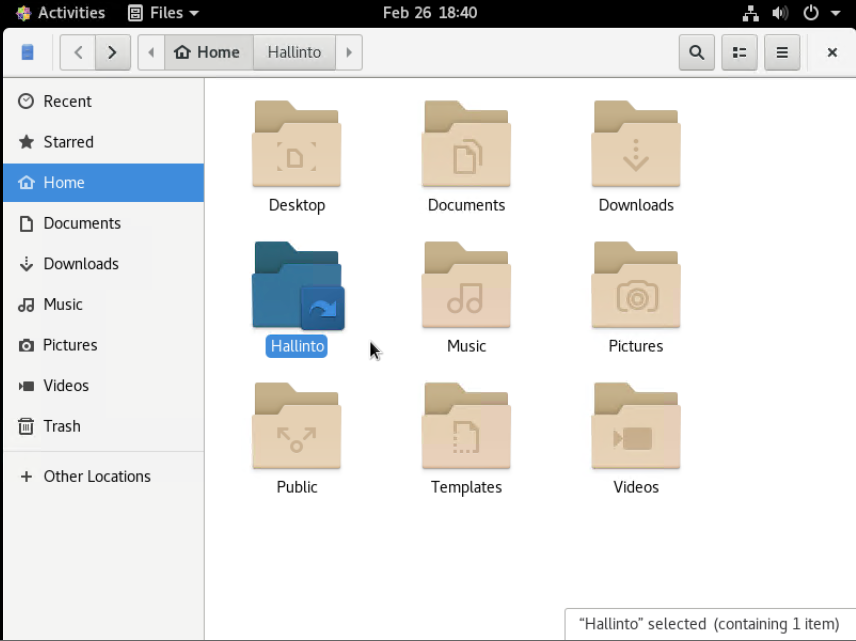 Activities Files Feb 26 18:40
Home Hallinto
Recent
Starred
Home
Documents
Downloads
Music
Pictures
Videos
Trash
Other Locations
Desktop Documents Downloads
Hallinto Music Pictures
Public Templates Videos
“Hallinto” selected (containing 1 item)